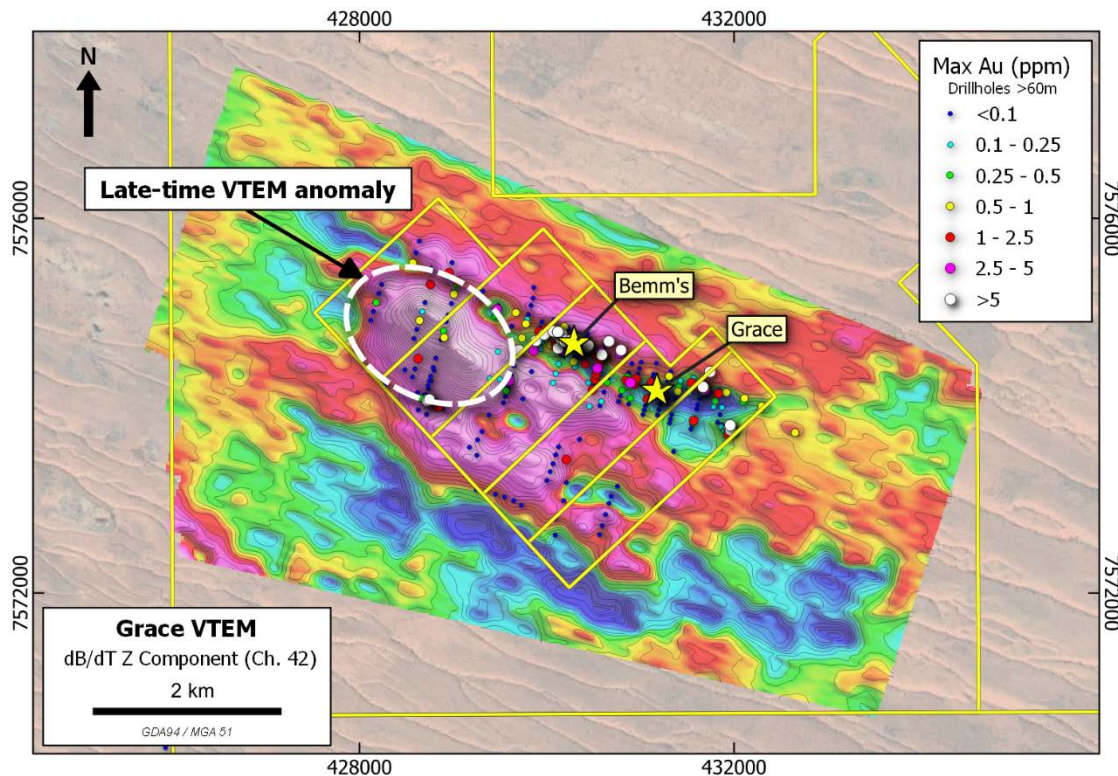 428000
432000
N
Max Au (ppm)
Drillholes >60m
<0.1
0.1 - 0.25
0.25 - 0.5
0.5 - 1
1 - 2.5
2.5 - 5
>5
Late-time VTEM anomaly
7576000
7576000
Bemm's
Grace
7572000
7572000
Grace VTEM
dB/dT Z Component (Ch. 42)
2 km
GDA94 / MGA 51
428000
432000